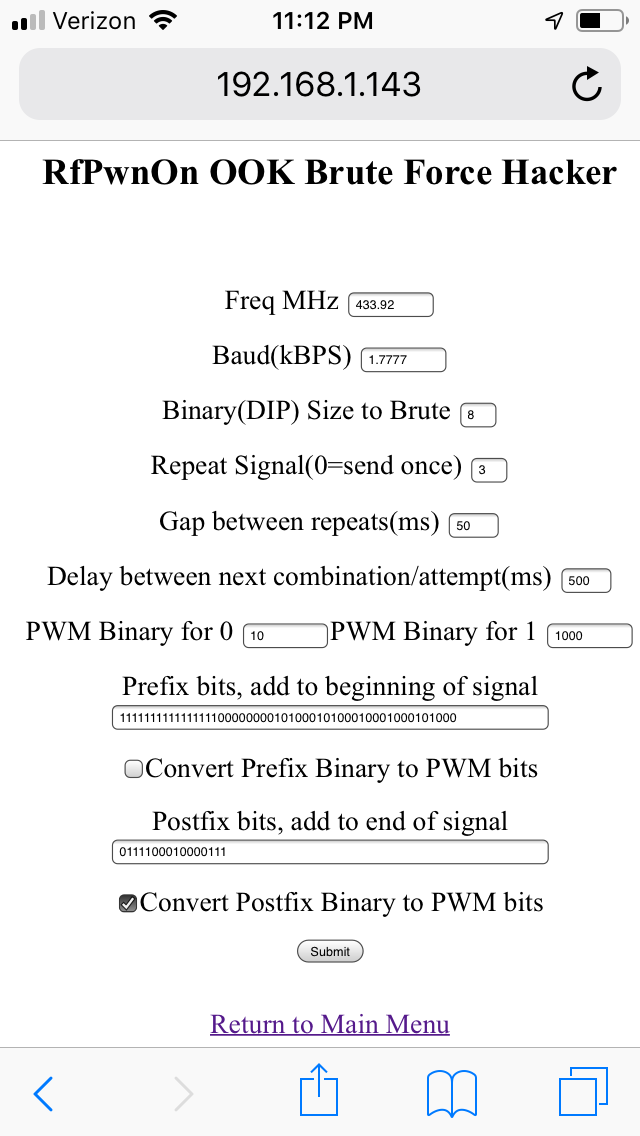 Verizon 11:12 PM
192.168.1.143
RfPwnOn OOK Brute Force Hacker
Freq MHz 433.92
Baud(kBPS) 1.7777
Binary(DIP) Size to Brute 8
Repeat Signal(0=send once) 3
Gap between repeats(ms) 50
Delay between next combination/attempt(ms) 500
PWM Binary for 0 10 PWM Binary for 1 1000
Prefix bits, add to beginning of signal
1111111111111111000000001010001010001000100010​1000
Convert Prefix Binary to PWM bits
Postfix bits, add to end of signal
0111100010000111
Convert Postfix Binary to PWM bits
Submit
Return to Main Menu